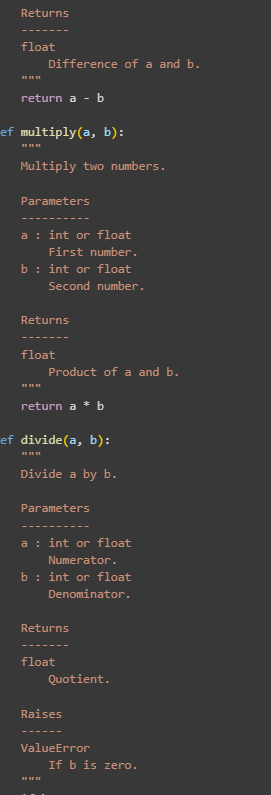 Returns
-------
float
    Difference of a and b.
"""
return a - b
ef multiply(a, b):
"""
Multiply two numbers.
Parameters
----------
a : int or float
    First number.
b : int or float
    Second number.
Returns
-------
float
    Product of a and b.
"""
return a * b
ef divide(a, b):
"""
Divide a by b.
Parameters
----------
a : int or float
    Numerator.
b : int or float
    Denominator.
Returns
-------
float
    Quotient.
Raises
------
ValueError
    If b is zero.
"""